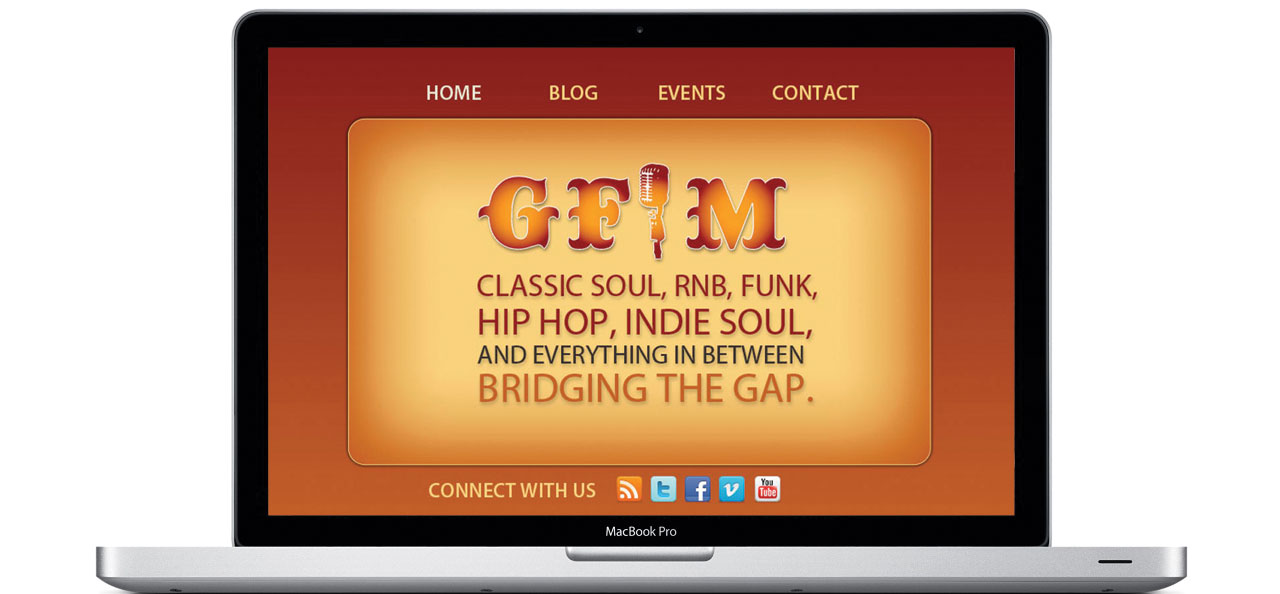 HOME BLOG EVENTS CONTACT
GFM
CLASSIC SOUL, RNB, FUNK,
HIP HOP, INDIE SOUL,
AND EVERYTHING IN BETWEEN
BRIDGING THE GAP.
CONNECT WITH US
You Tube
MacBook Pro